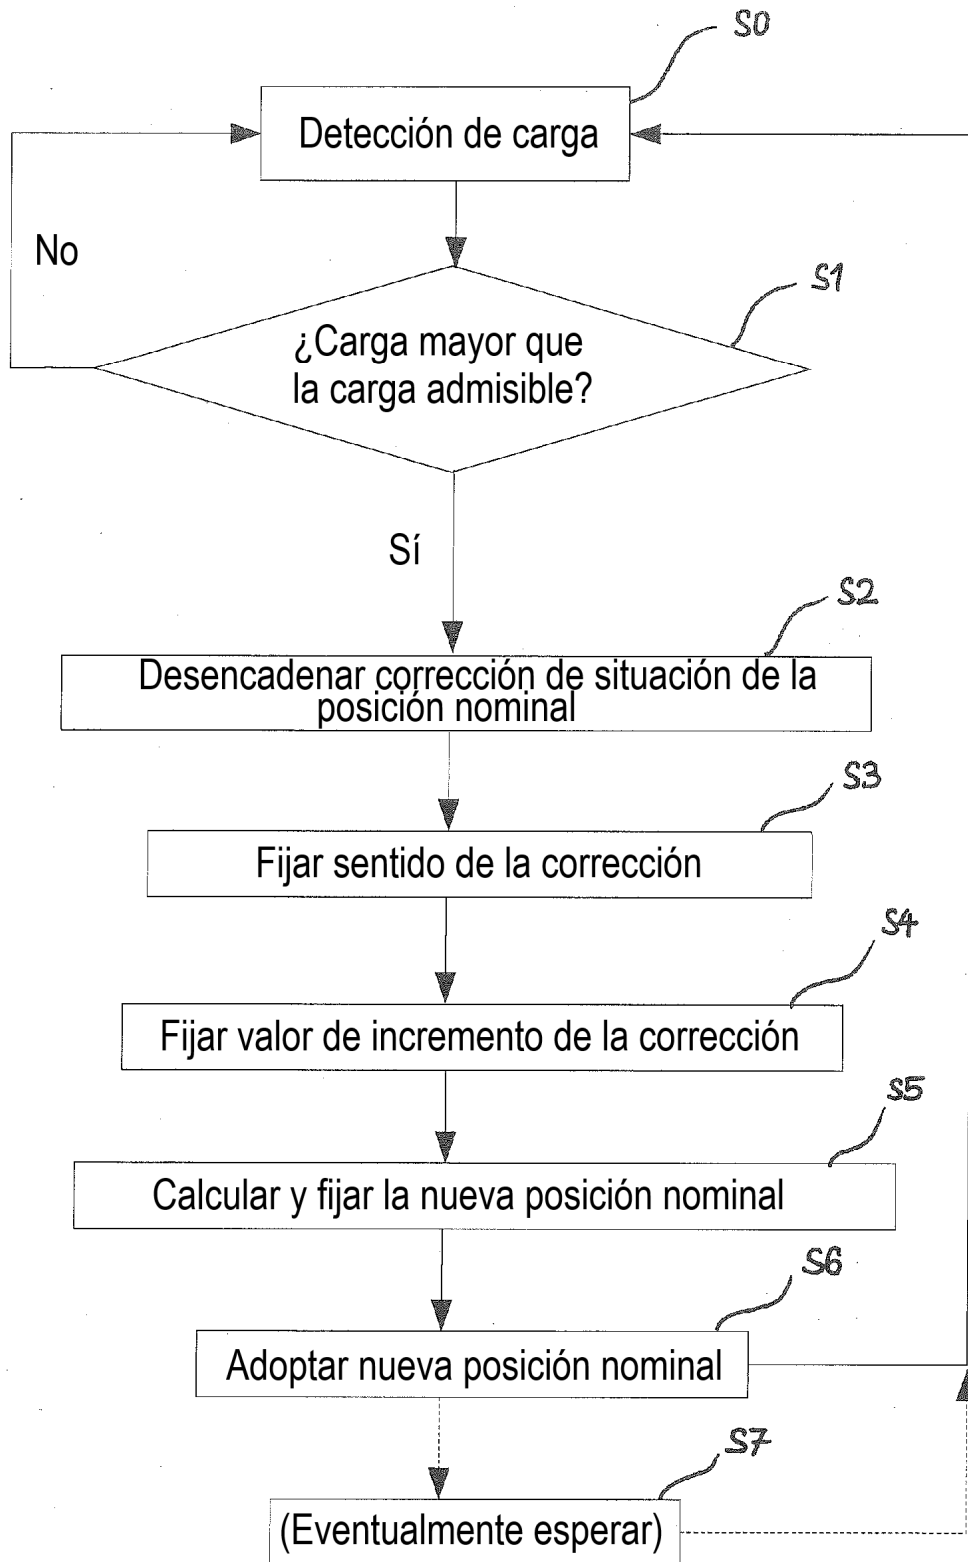 S0
Detección de carga
No
S1
¿Carga mayor que
la carga admisible?
Sí
S2
Desencadenar corrección de situación de la
posición nominal
S3
Fijar sentido de la corrección
S4
Fijar valor de incremento de la corrección
S5
Calcular y fijar la nueva posición nominal
S6
Adoptar nueva posición nominal
S7
(Eventualmente esperar)